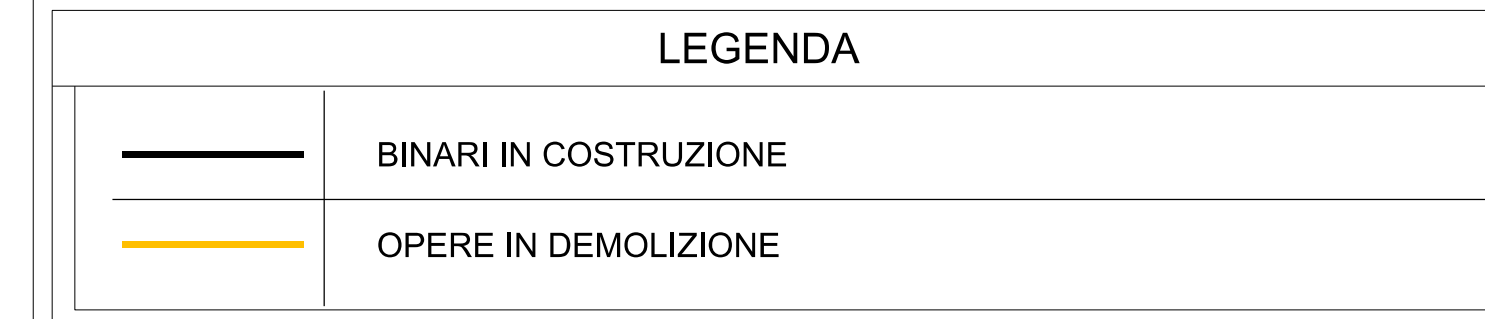 LEGENDA
BINARI IN COSTRUZIONE
OPERE IN DEMOLIZIONE